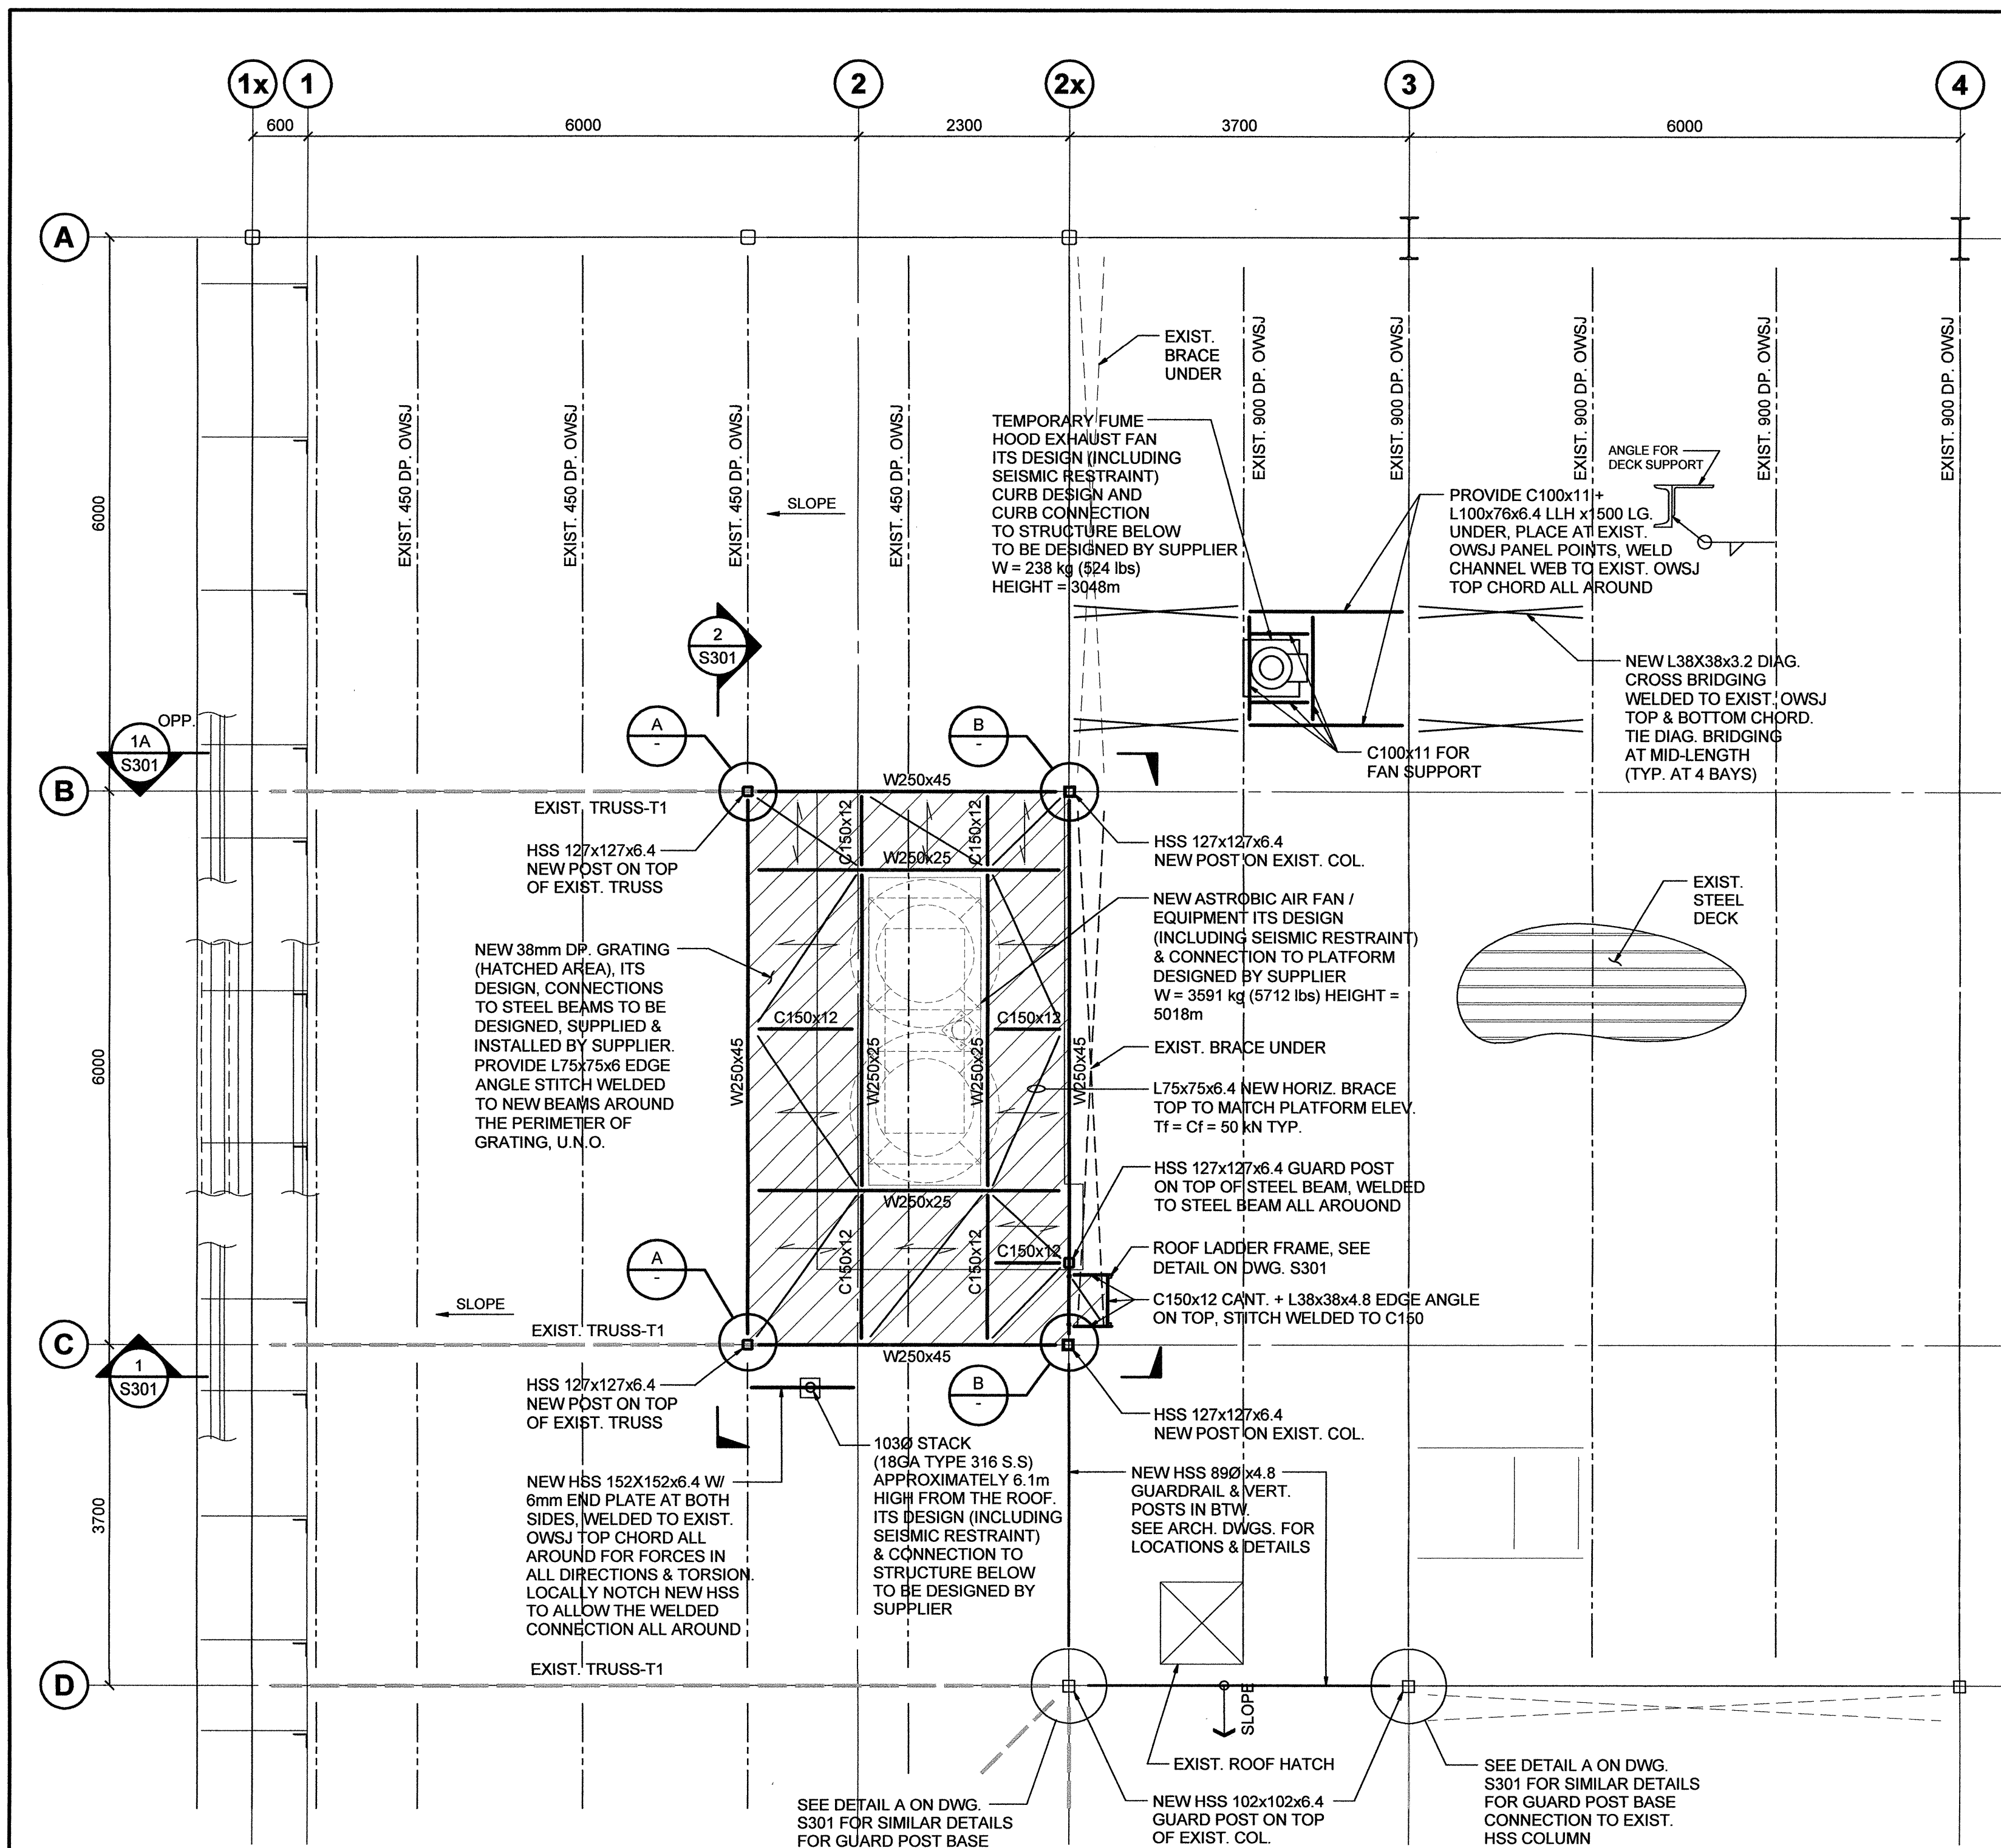 1x
1
2
2x
3
4
600
6000
2300
3700
6000
A
B
C
D
6000
6000
3700
EXIST. 450 DP. OWSJ
EXIST. 450 DP. OWSJ
EXIST. 450 DP. OWSJ
EXIST. 450 DP. OWSJ
EXIST. 900 DP. OWSJ
EXIST. 900 DP. OWSJ
EXIST. 900 DP. OWSJ
EXIST. 900 DP. OWSJ
EXIST. 900 DP. OWSJ
SLOPE
EXIST.
BRACE
UNDER
TEMPORARY FUME
HOOD EXHAUST FAN
ITS DESIGN (INCLUDING
SEISMIC RESTRAINT)
CURB DESIGN AND
CURB CONNECTION
TO STRUCTURE BELOW
TO BE DESIGNED BY SUPPLIER
W = 238 kg (524 lbs)
HEIGHT = 3048m
ANGLE FOR
DECK SUPPORT
PROVIDE C100x11 +
L100x76x6.4 LLH x1500 LG.
UNDER, PLACE AT EXIST.
OWSJ PANEL POINTS, WELD
CHANNEL WEB TO EXIST. OWSJ
TOP CHORD ALL AROUND
2
S301
NEW L38X38x3.2 DIAG.
CROSS BRIDGING
WELDED TO EXIST. OWSJ
TOP & BOTTOM CHORD.
TIE DIAG. BRIDGING
AT MID-LENGTH
(TYP. AT 4 BAYS)
C100x11 FOR
FAN SUPPORT
OPP.
1A
S301
A
-
B
-
EXIST. TRUSS-T1
W250x45
HSS 127x127x6.4
NEW POST ON TOP
OF EXIST. TRUSS
C150x12
C150x12
W250x25
HSS 127x127x6.4
NEW POST ON EXIST. COL.
NEW ASTROBIC AIR FAN /
EQUIPMENT ITS DESIGN
(INCLUDING SEISMIC RESTRAINT)
& CONNECTION TO PLATFORM
DESIGNED BY SUPPLIER
W = 3591 kg (5712 lbs) HEIGHT =
5018m
EXIST.
STEEL
DECK
NEW 38mm DP. GRATING
(HATCHED AREA), ITS
DESIGN, CONNECTIONS
TO STEEL BEAMS TO BE
DESIGNED, SUPPLIED &
INSTALLED BY SUPPLIER.
PROVIDE L75x75x6 EDGE
ANGLE STITCH WELDED
TO NEW BEAMS AROUND
THE PERIMETER OF
GRATING, U.N.O.
C150x12
C150x12
W250x45
W250x25
W250x25
W250x45
EXIST. BRACE UNDER
L75x75x6.4 NEW HORIZ. BRACE
TOP TO MATCH PLATFORM ELEV.
Tf = Cf = 50 kN TYP.
HSS 127x127x6.4 GUARD POST
ON TOP OF STEEL BEAM, WELDED
TO STEEL BEAM ALL AROUOND
W250x25
C150x12
C150x12
C150x12
ROOF LADDER FRAME, SEE
DETAIL ON DWG. S301
C150x12 CANT. + L38x38x4.8 EDGE ANGLE
ON TOP, STITCH WELDED TO C150
A
-
SLOPE
EXIST. TRUSS-T1
W250x45
1
S301
B
-
HSS 127x127x6.4
NEW POST ON TOP
OF EXIST. TRUSS
HSS 127x127x6.4
NEW POST ON EXIST. COL.
NEW HSS 152X152x6.4 W/
6mm END PLATE AT BOTH
SIDES, WELDED TO EXIST.
OWSJ TOP CHORD ALL
AROUND FOR FORCES IN
ALL DIRECTIONS & TORSION.
LOCALLY NOTCH NEW HSS
TO ALLOW THE WELDED
CONNECTION ALL AROUND
103Ø STACK
(18GA TYPE 316 S.S)
APPROXIMATELY 6.1m
HIGH FROM THE ROOF.
ITS DESIGN (INCLUDING
SEISMIC RESTRAINT)
& CONNECTION TO
STRUCTURE BELOW
TO BE DESIGNED BY
SUPPLIER
NEW HSS 89Ø x4.8
GUARDRAIL & VERT.
POSTS IN BTW.
SEE ARCH. DWGS. FOR
LOCATIONS & DETAILS
EXIST. TRUSS-T1
SLOPE
EXIST. ROOF HATCH
SEE DETAIL A ON DWG.
S301 FOR SIMILAR DETAILS
FOR GUARD POST BASE
NEW HSS 102x102x6.4
GUARD POST ON TOP
OF EXIST. COL.
SEE DETAIL A ON DWG.
S301 FOR SIMILAR DETAILS
FOR GUARD POST BASE
CONNECTION TO EXIST.
HSS COLUMN